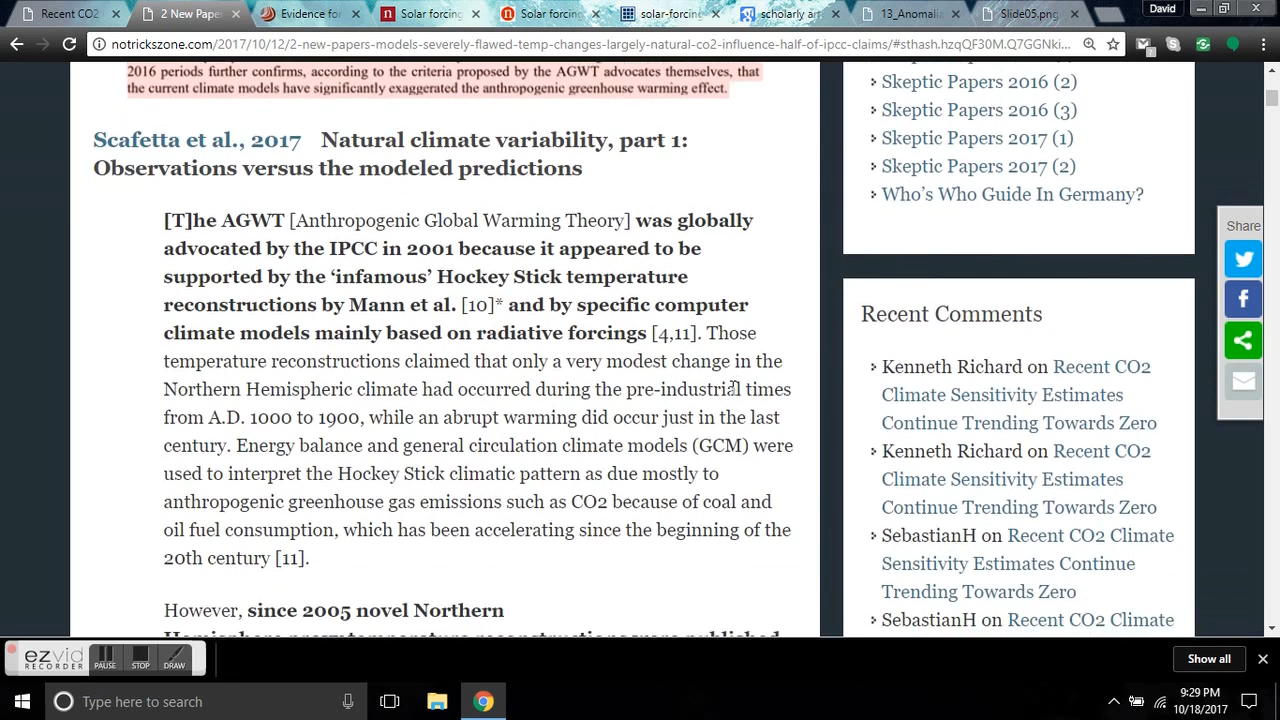 Recent CO2
2 New Pape
Evidence for
Solar forcing
Solar forcing
solar-forcing
scholarly art
13_Anomali
Slide05.png
David
notrickszone.com/2017/10/12/2-new-papers-models-severely-flawed-temp-changes-largely-natural-co2-influence-half-of-ipcc-claims/#sthash.hzqQF30M.Q7GGNki...
2016 periods further confirms, according to the criteria proposed by the AGWT advocates themselves, that
the current climate models have significantly exaggerated the anthropogenic greenhouse warming effect.
Scafetta et al., 2017 Natural climate variability, part 1:
Observations versus the modeled predictions
[T]he AGWT [Anthropogenic Global Warming Theory] was globally
advocated by the IPCC in 2001 because it appeared to be
supported by the ‘infamous’ Hockey Stick temperature
reconstructions by Mann et al. [10]* and by specific computer
climate models mainly based on radiative forcings [4,11]. Those
temperature reconstructions claimed that only a very modest change in the
Northern Hemispheric climate had occurred during the pre-industrial times
from A.D. 1000 to 1900, while an abrupt warming did occur just in the last
century. Energy balance and general circulation climate models (GCM) were
used to interpret the Hockey Stick climatic pattern as due mostly to
anthropogenic greenhouse gas emissions such as CO2 because of coal and
oil fuel consumption, which has been accelerating since the beginning of the
20th century [11].
However, since 2005 novel Northern
Hemisphere proxy temperature reconstructions were published
Skeptic Papers 2016 (2)
Skeptic Papers 2016 (3)
Skeptic Papers 2017 (1)
Skeptic Papers 2017 (2)
Who’s Who Guide In Germany?
Share
Recent Comments
Kenneth Richard on Recent CO2
Climate Sensitivity Estimates
Continue Trending Towards Zero
Kenneth Richard on Recent CO2
Climate Sensitivity Estimates
Continue Trending Towards Zero
SebastianH on Recent CO2 Climate
Sensitivity Estimates Continue
Trending Towards Zero
SebastianH on Recent CO2 Climate
ezvid
RECORDER
PAUSE
STOP
DRAW
Show all
Type here to search
9:29 PM
10/18/2017